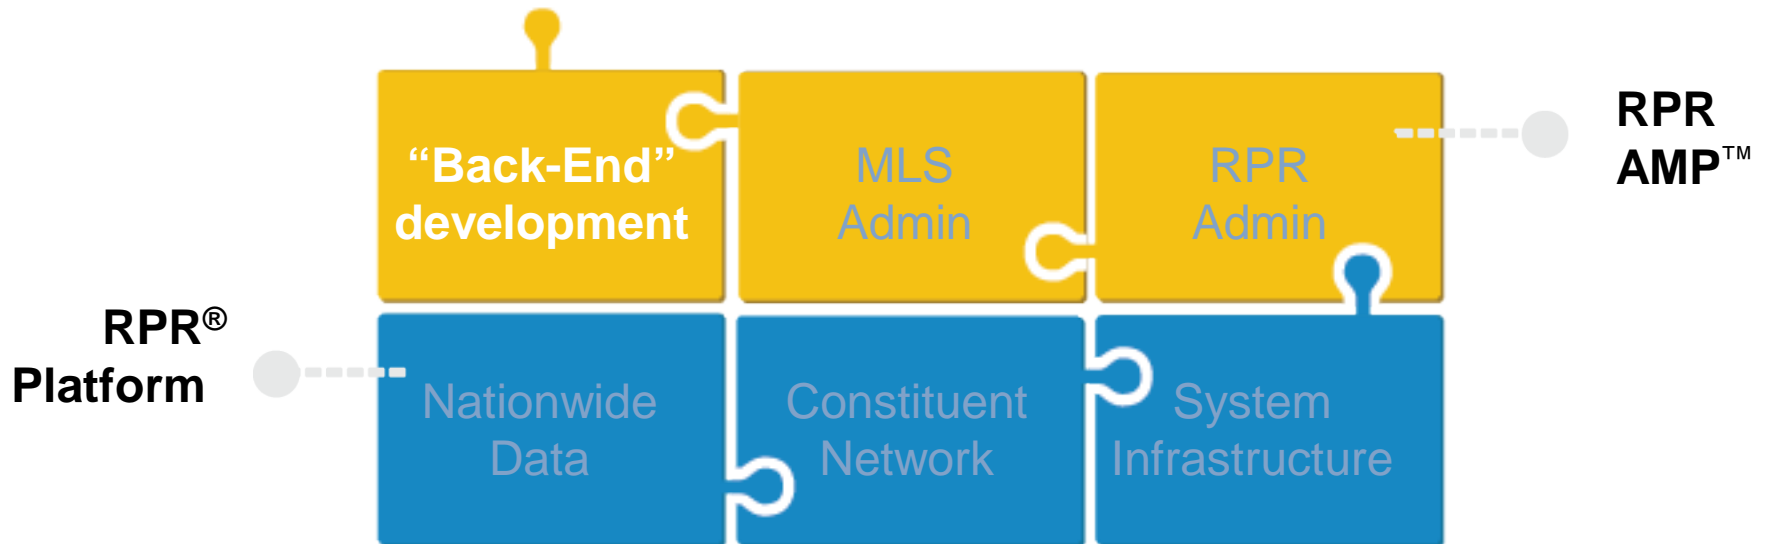 “Back-End”
development
MLS
Admin
RPR
Admin
RPR
AMP™
RPR®
Platform
Nationwide
Data
Constituent
Network
System
Infrastructure